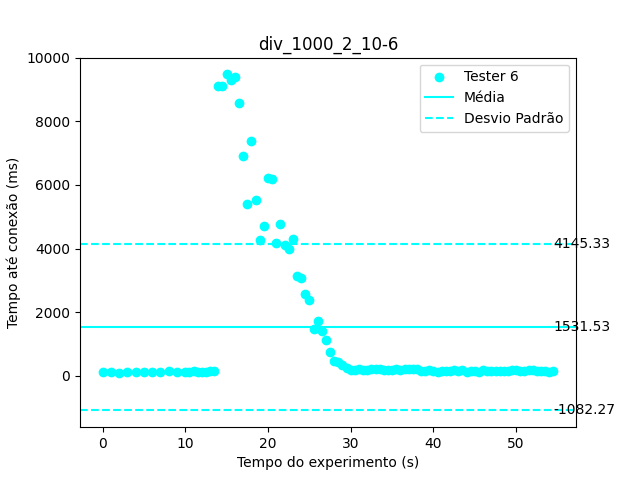 div_1000_2_10-6
Tester 6
Média
Desvio Padrão
Tempo até conexão (ms)
10000
8000
6000
4000
2000
0
4145.33
1531.53
-1082.27
0 10 20 30 40 50
Tempo do experimento (s)